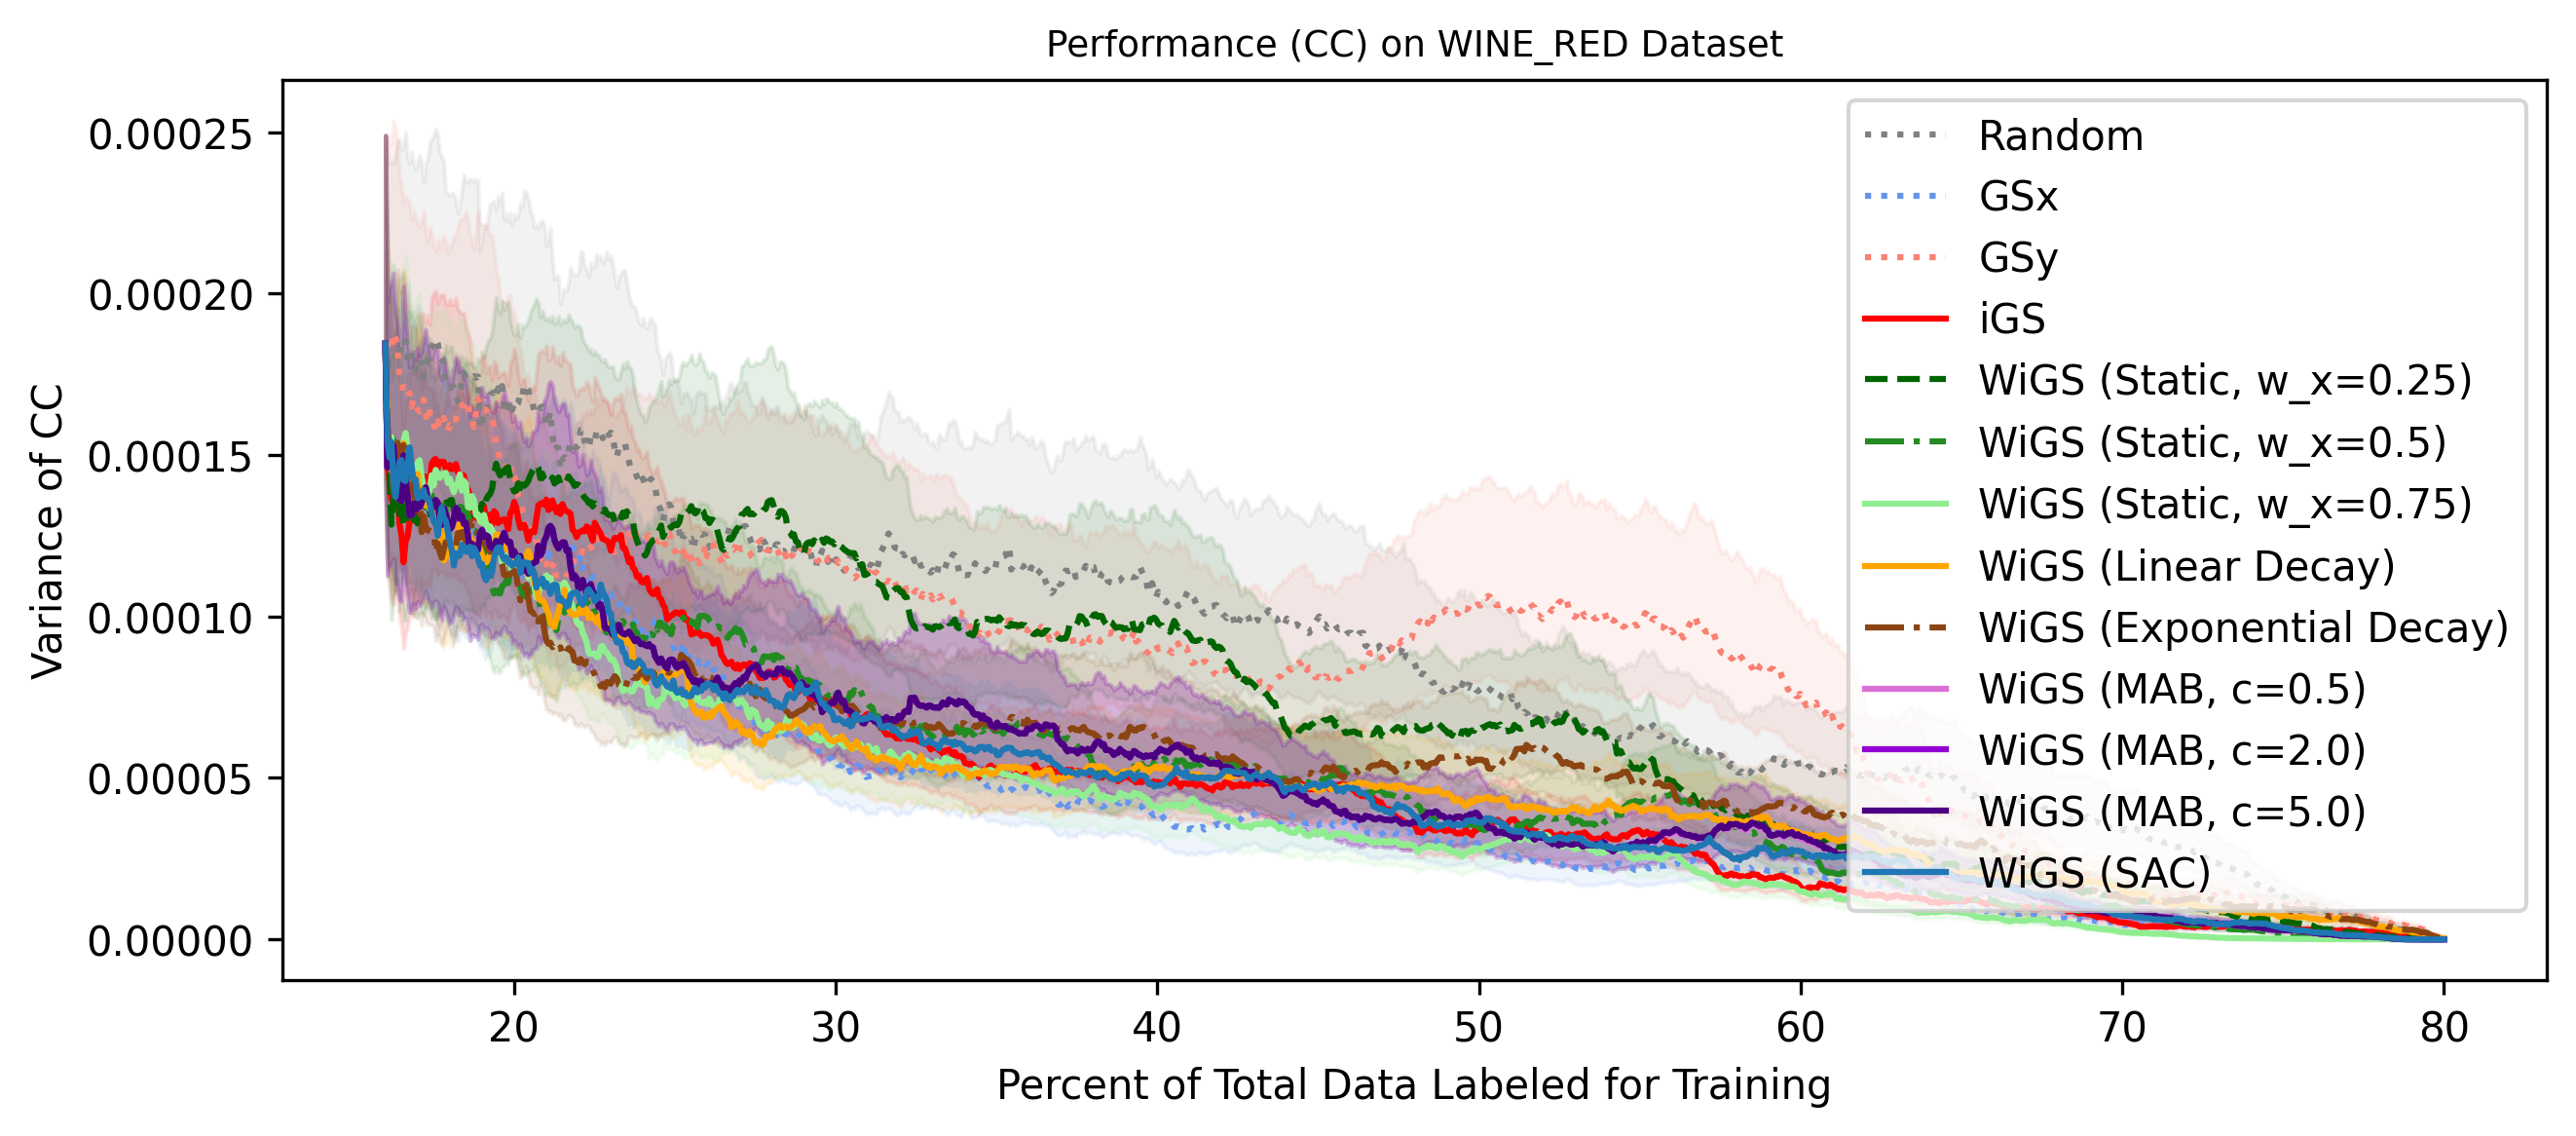 Performance (CC) on WINE_RED Dataset
Variance of CC
0.00025
0.00020
0.00015
0.00010
0.00005
0.00000
Random
GSx
GSy
iGS
WiGS (Static, w_x=0.25)
WiGS (Static, w_x=0.5)
WiGS (Static, w_x=0.75)
WiGS (Linear Decay)
WiGS (Exponential Decay)
WiGS (MAB, c=0.5)
WiGS (MAB, c=2.0)
WiGS (MAB, c=5.0)
WiGS (SAC)
20 30 40 50 60 70 80
Percent of Total Data Labeled for Training